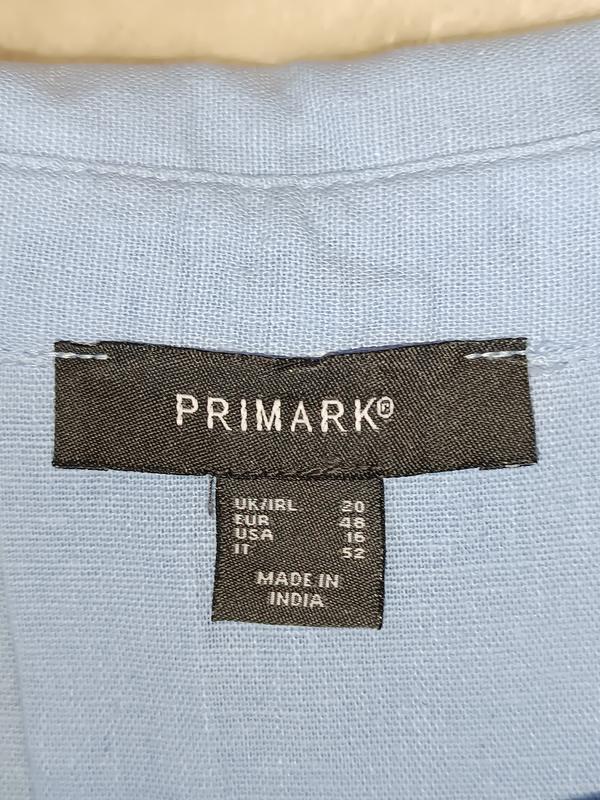 PRIMARK®
UK/IRL 20
EUR 48
USA 16
IT 52
MADE IN
INDIA